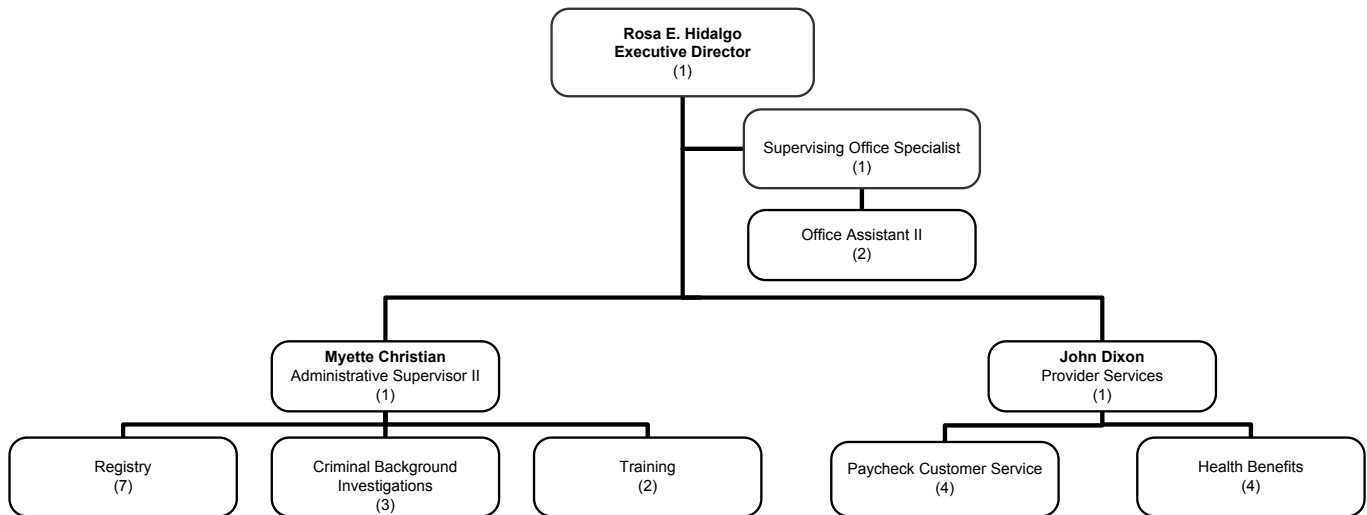 Rosa E. Hidalgo
Executive Director
(1)
Supervising Office Specialist
(1)
Office Assistant II
(2)
Myette Christian
Administrative Supervisor II
(1)
John Dixon
Provider Services
(1)
Registry
(7)
Criminal Background
Investigations
(3)
Training
(2)
Paycheck Customer Service
(4)
Health Benefits
(4)